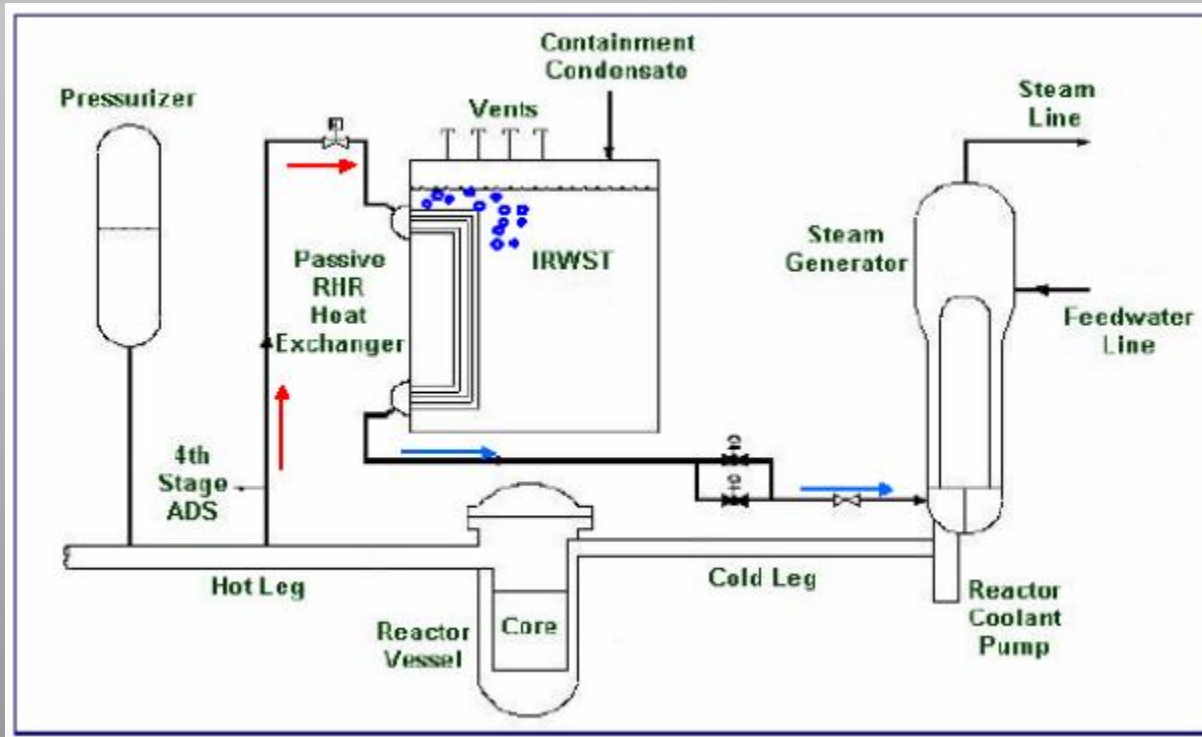 Containment
Condensate
Pressurizer
Vents
Steam
Line
Passive
RHR
Heat
Exchanger
IRWST
Steam
Generator
Feedwater
Line
4th
Stage
ADS
Hot Leg
Reactor
Vessel
Core
Cold Leg
Reactor
Coolant
Pump